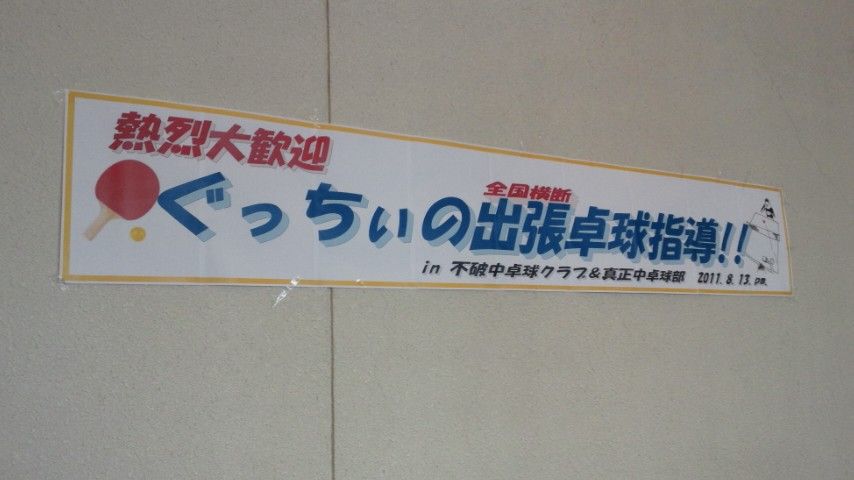 熱烈大歓迎
全国横断
ぐっちぃの出張卓球指導!!
in 不破中卓球クラブ&真正中卓球部 2011.8.13.pm.